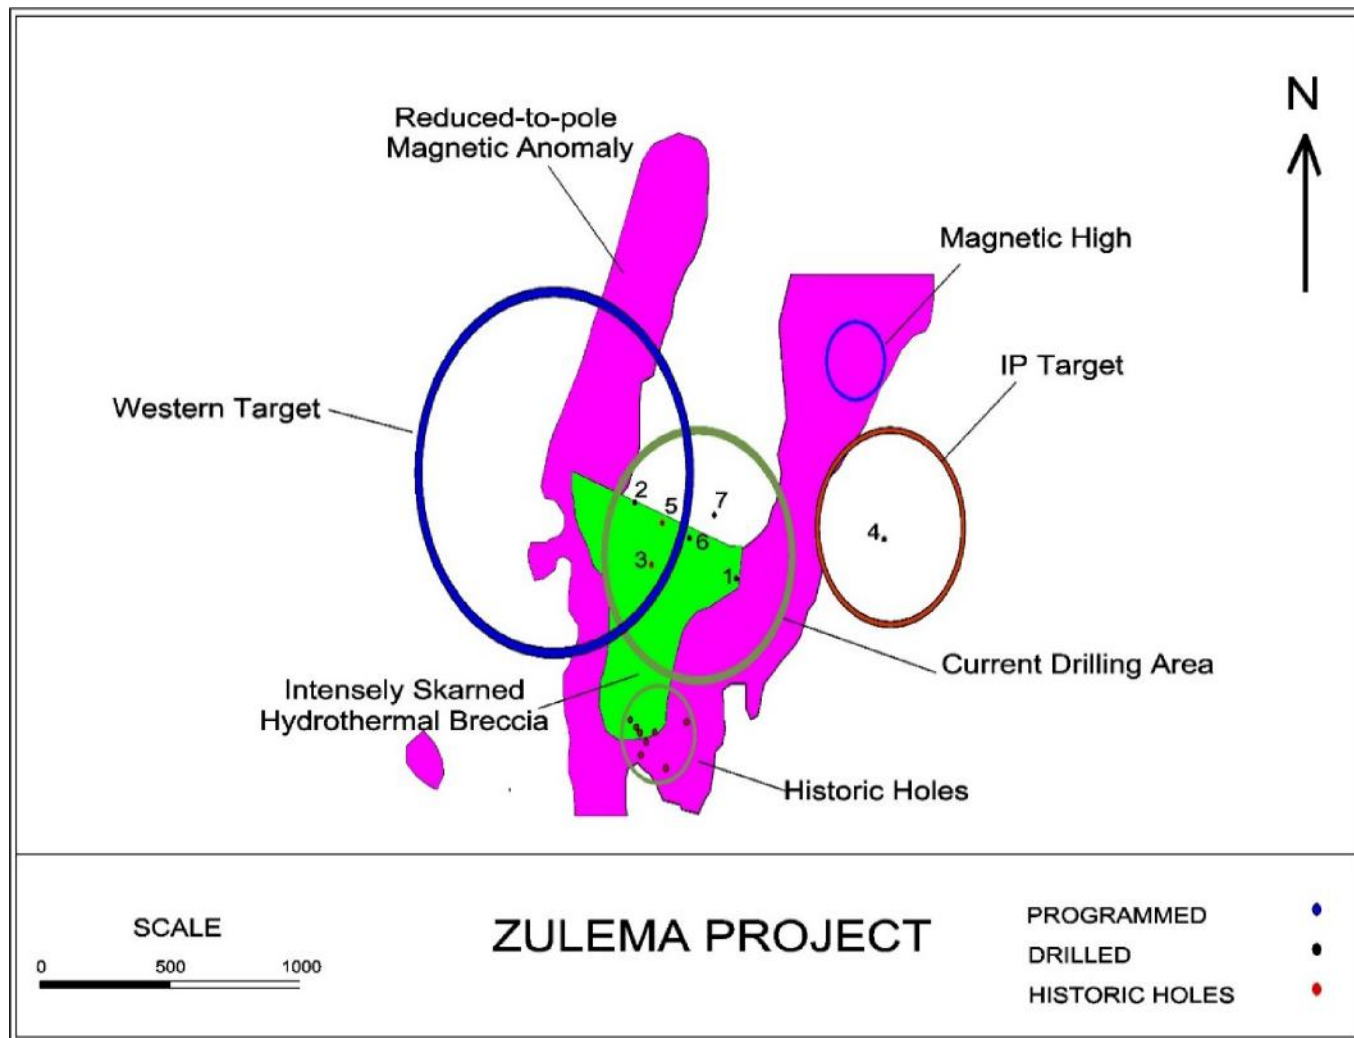 Reduced-to-pole
Magnetic Anomaly
N
Magnetic High
IP Target
Western Target
2
5
7
6
4
3
1
Current Drilling Area
Intensely Skarned
Hydrothermal Breccia
Historic Holes
SCALE
0 500 1000
ZULEMA PROJECT
PROGRAMMED
DRILLED
HISTORIC HOLES